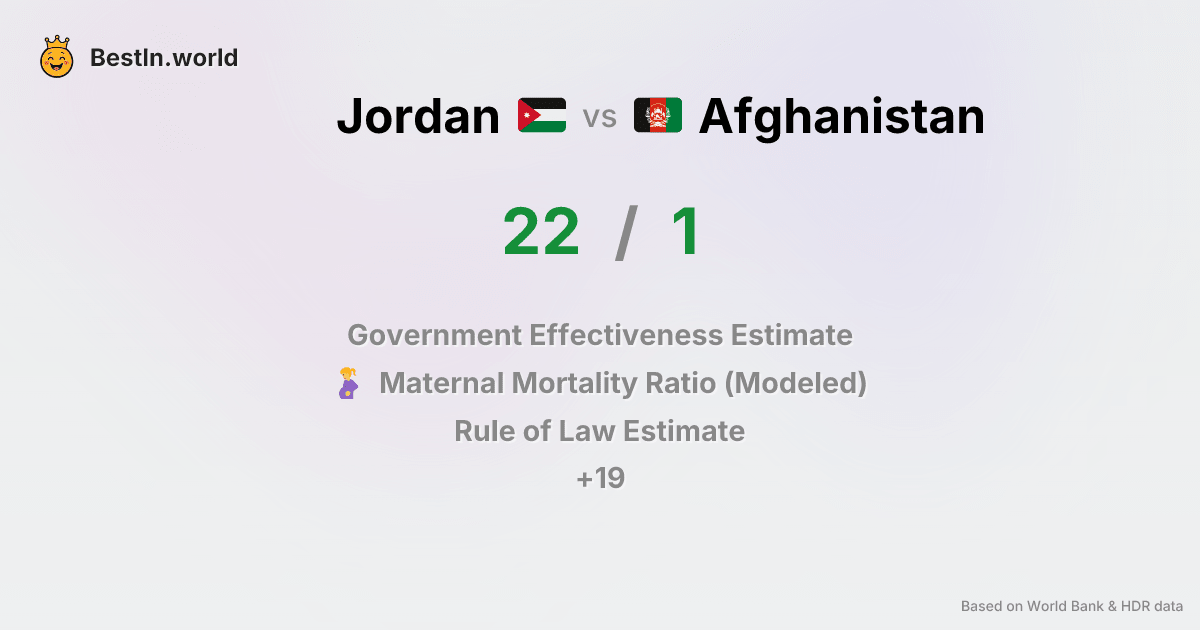 BestIn.world
Jordan vs Afghanistan
22 / 1
Government Effectiveness Estimate
Maternal Mortality Ratio (Modeled)
Rule of Law Estimate
+19
Based on World Bank & HDR data